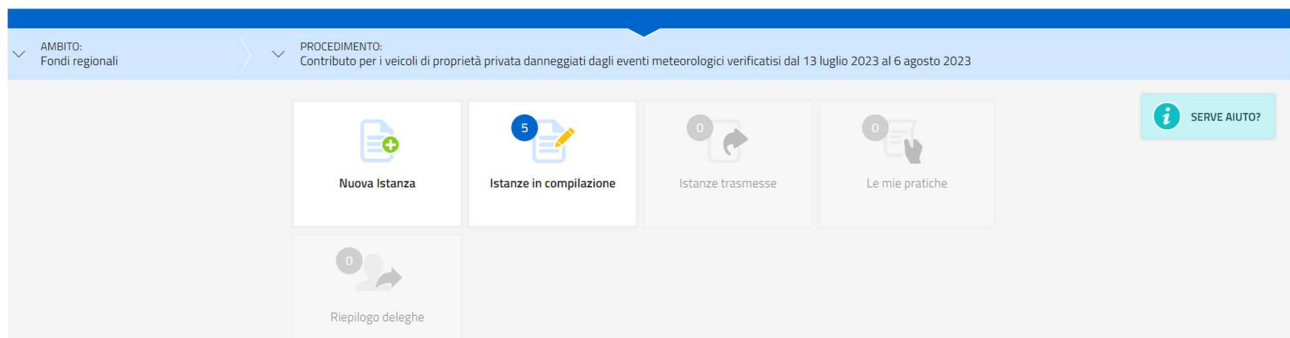 AMBITO:
Fondi regionali
PROCEDIMENTO:
Contributo per i veicoli di proprietà privata danneggiati dagli eventi meteorologici verificatisi dal 13 luglio 2023 al 6 agosto 2023
i SERVE AIUTO?
Nuova Istanza
5
Istanze in compilazione
0
Istanze trasmesse
0
Le mie pratiche
0
Riepilogo deleghe